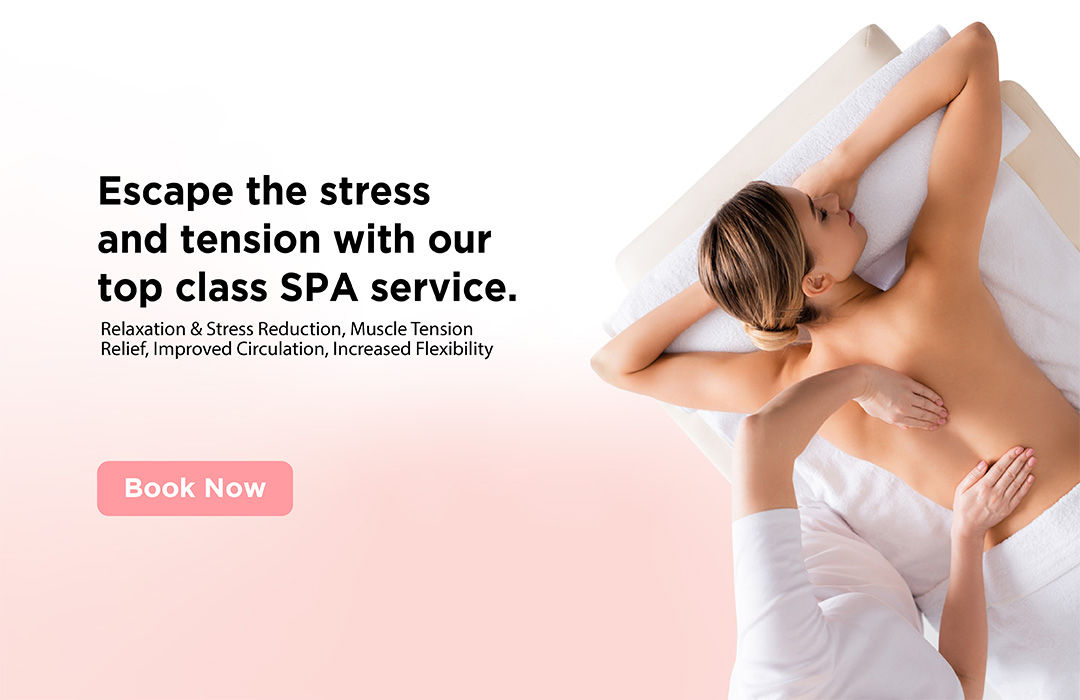 Escape the stress
and tension with our
top class SPA service.
Relaxation & Stress Reduction, Muscle Tension
Relief, Improved Circulation, Increased Flexibility
Book Now